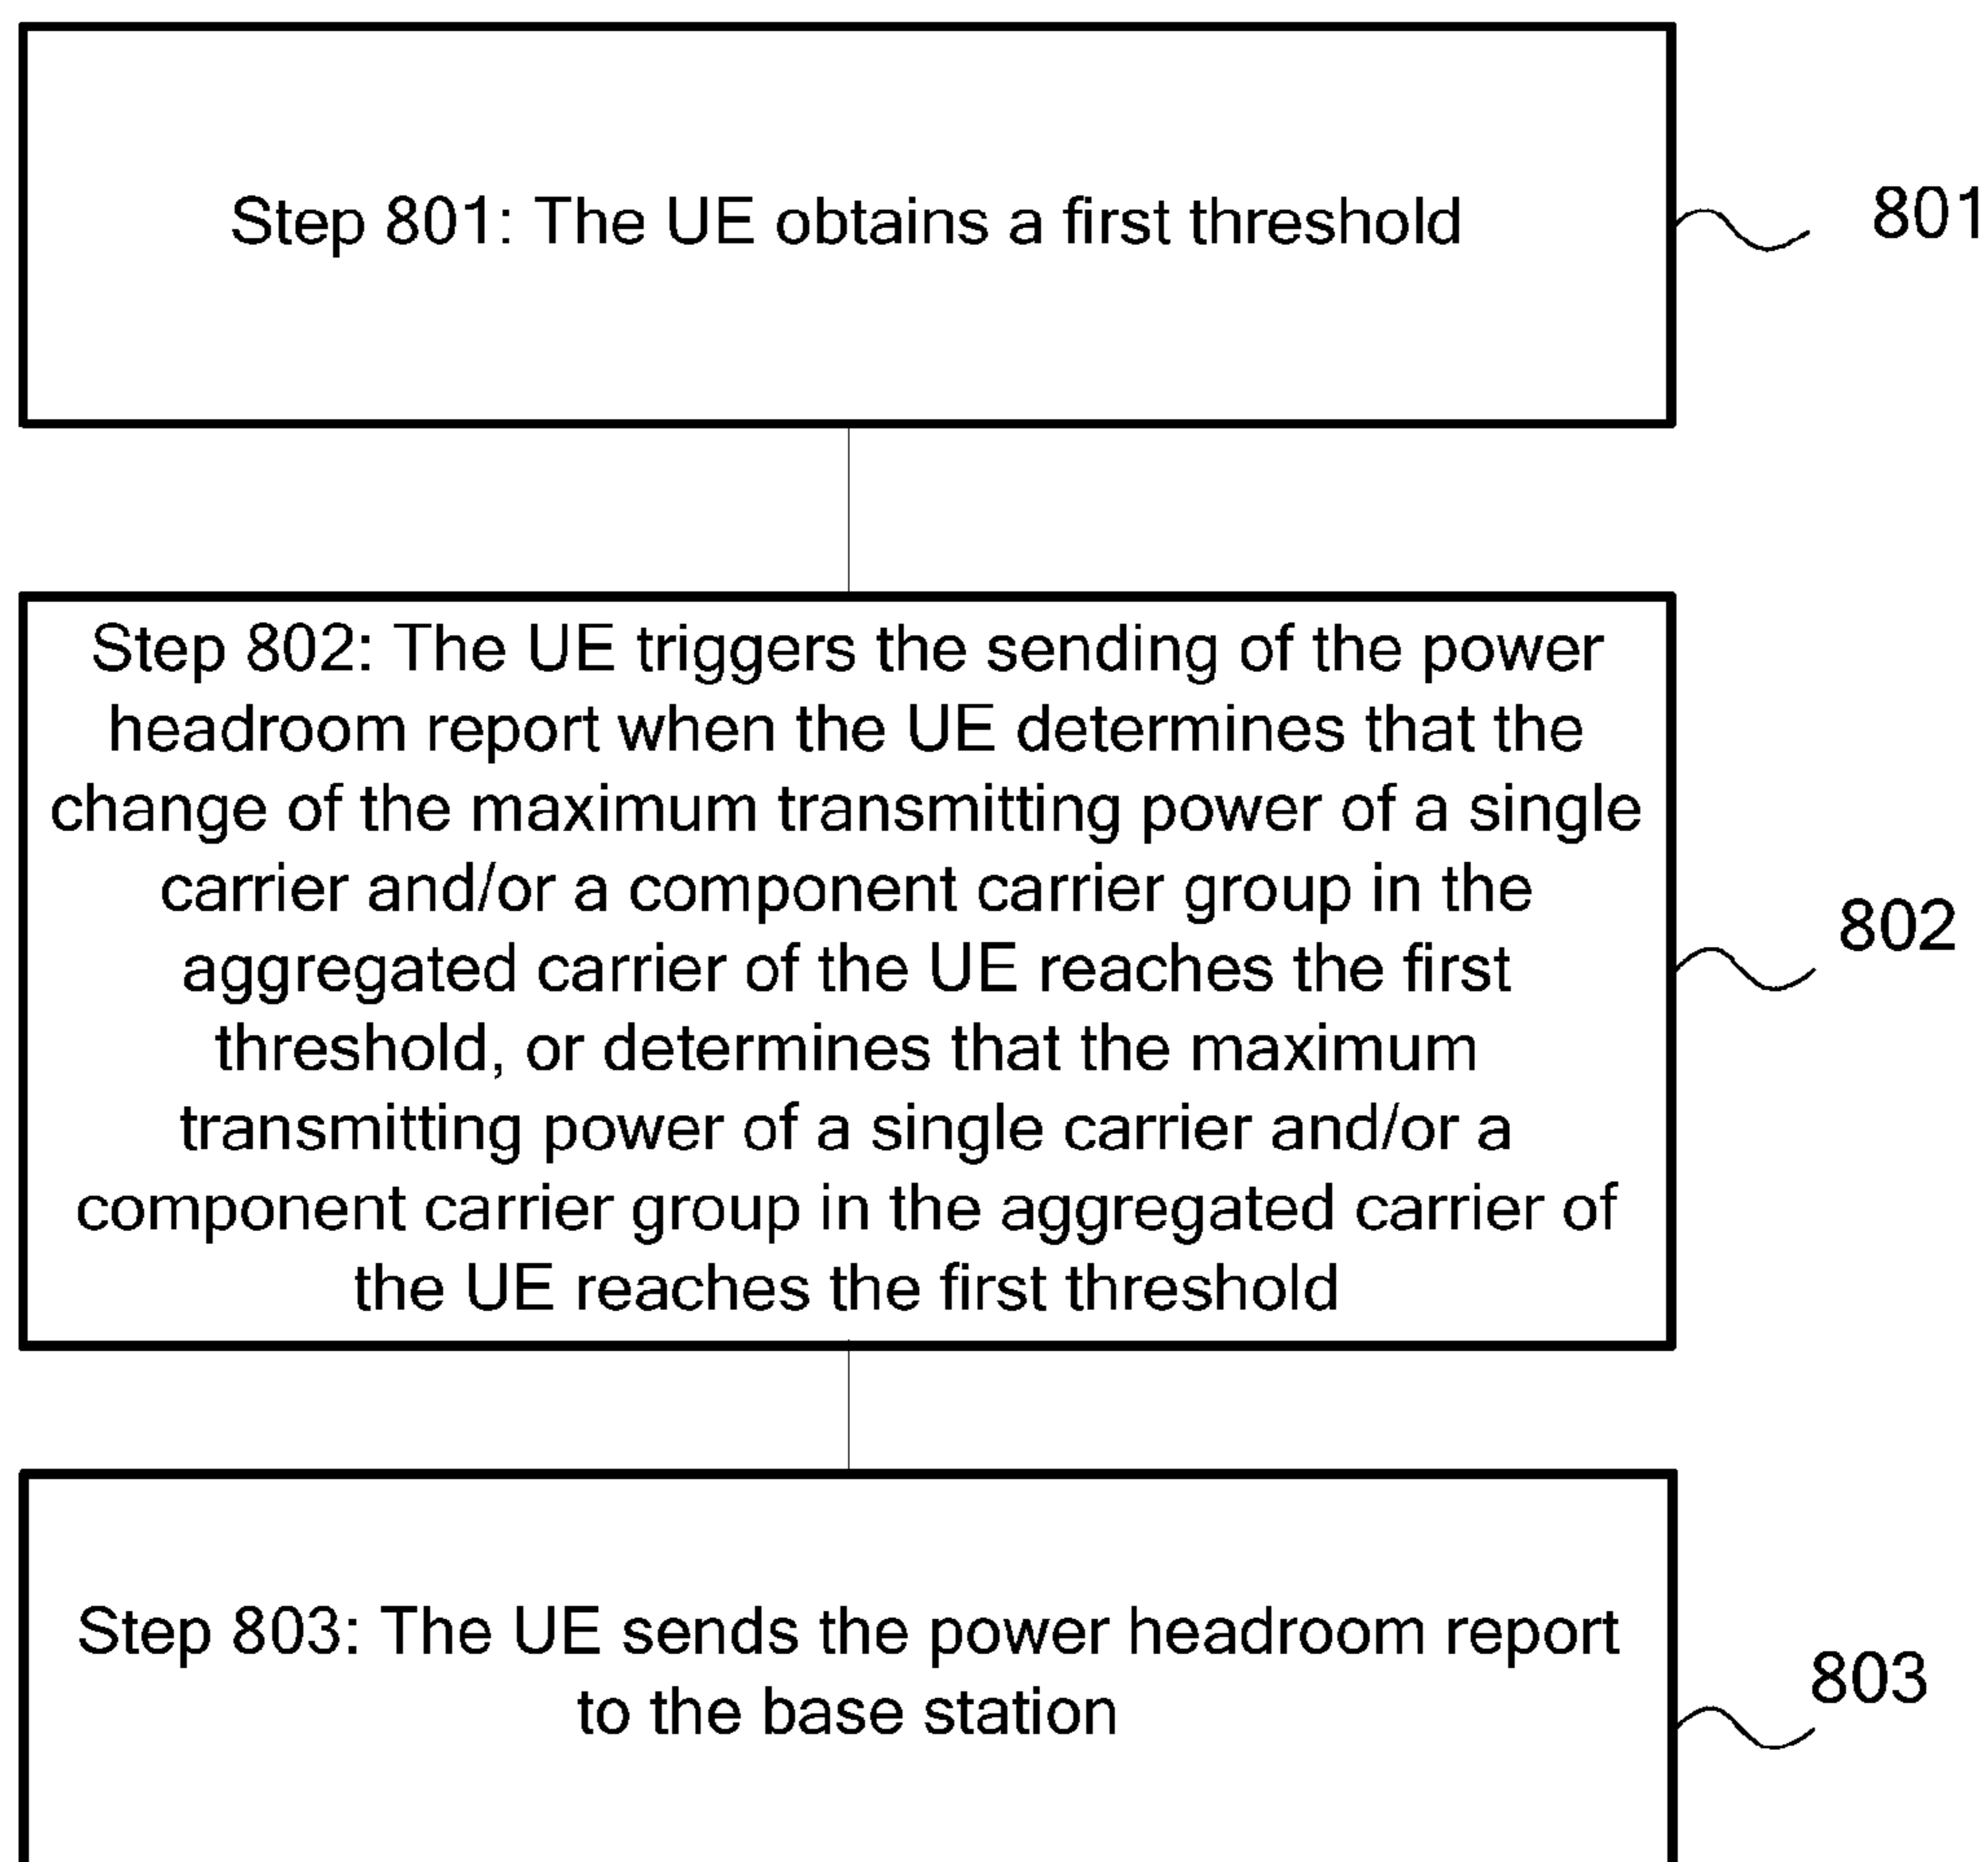 Step 801: The UE obtains a first threshold
801
Step 802: The UE triggers the sending of the power
headroom report when the UE determines that the
change of the maximum transmitting power of a single
carrier and/or a component carrier group in the
aggregated carrier of the UE reaches the first
threshold, or determines that the maximum
transmitting power of a single carrier and/or a
component carrier group in the aggregated carrier of
the UE reaches the first threshold
802
Step 803: The UE sends the power headroom report
to the base station
803